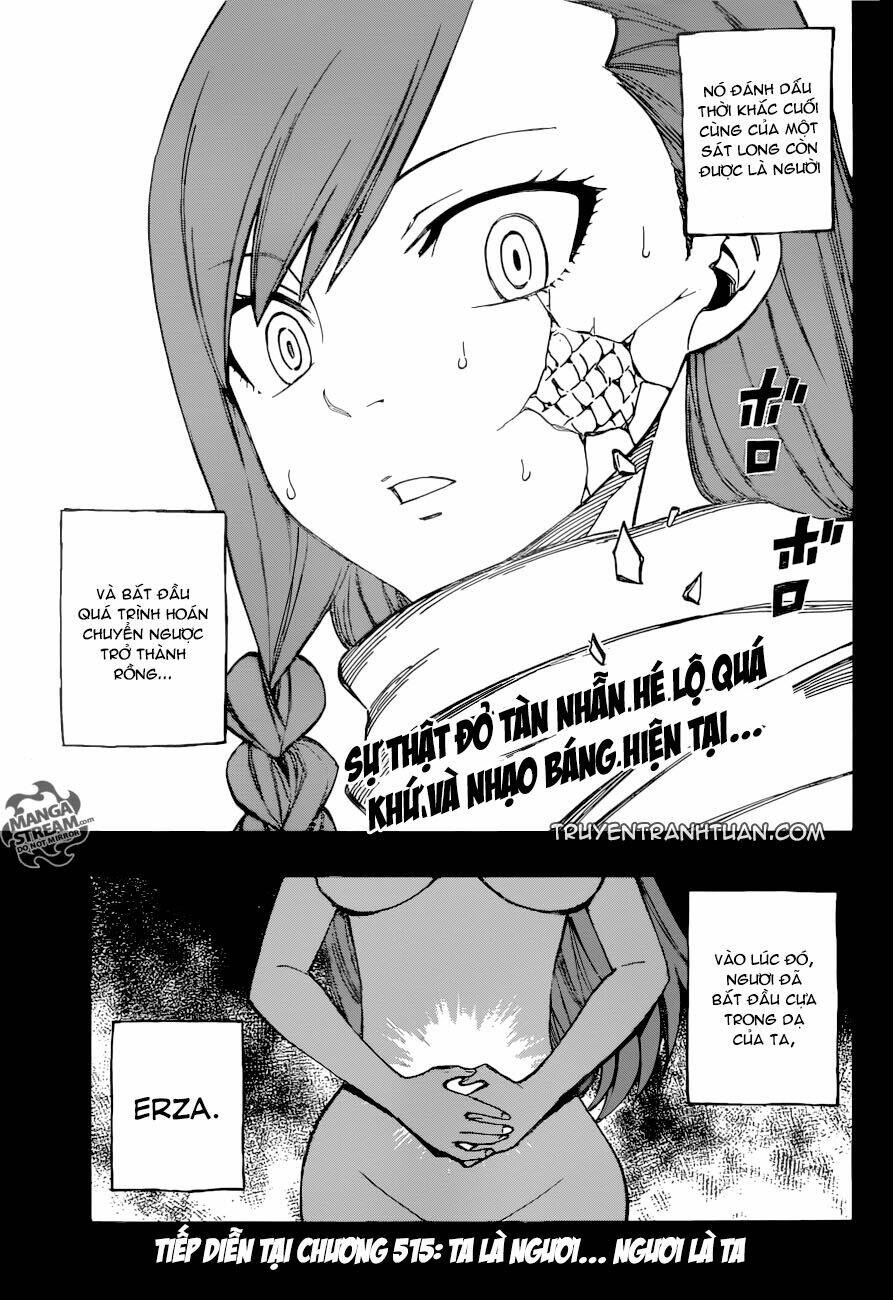 NÓ ĐÁNH DẤU
THỜI KHẮC CUỐI
CÙNG CỦA MỘT
SÁT LONG CÒN
ĐƯỢC LÀ NGƯỜI
ボロ
ボロ
VÀ BẮT ĐẦU
QUÁ TRÌNH HOÁN
CHUYỂN NGƯỢC
TRỞ THÀNH
RỒNG...
SỰ THẬT ĐỎ TÀN NHẪN HÉ LỘ QUÁ
KHỨ VÀ NHẠO BÁNG HIỆN TẠI...
MANGA
STREAM.com
DO NOT MIRROR
TRUYENTRANHTUAN.COM
VÀO LÚC ĐÓ,
NGƯƠI ĐÃ
BẮT ĐẦU CỰA
TRONG DẠ
CỦA TA,
ERZA.
TIẾP DIỄN TẠI CHƯƠNG 515: TA LÀ NGƯƠI... NGƯƠI LÀ TA